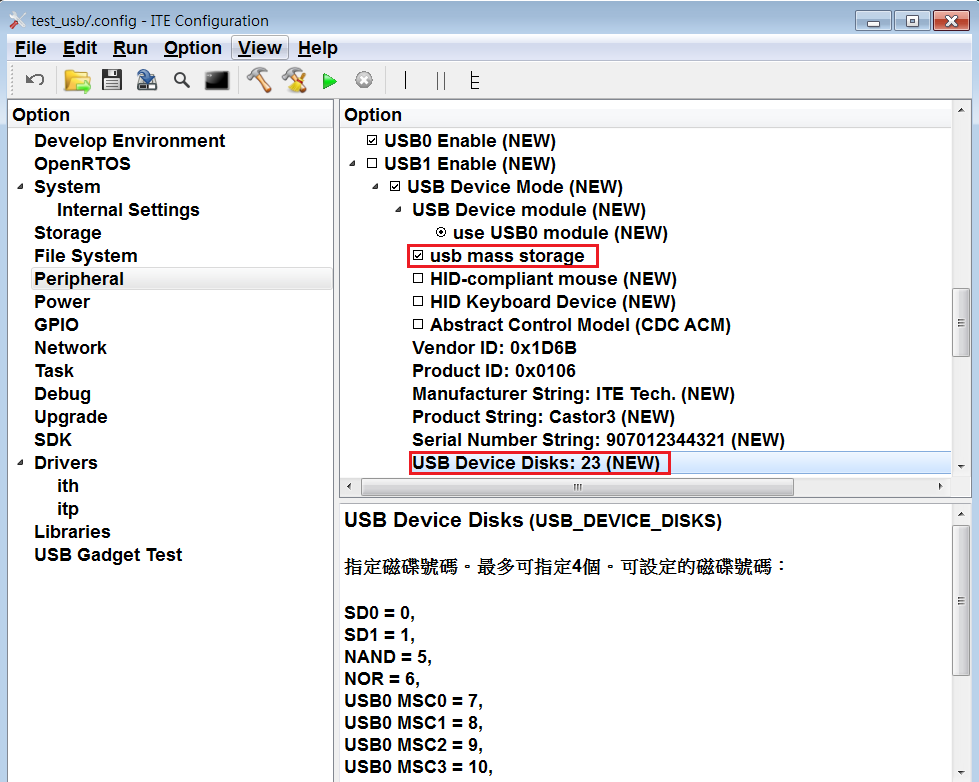 test_usb/.config - ITE Configuration
File Edit Run Option View Help
Option
Develop Environment
OpenRTOS
System
Internal Settings
Storage
File System
Peripheral
Power
GPIO
Network
Task
Debug
Upgrade
SDK
Drivers
ith
itp
Libraries
USB Gadget Test
Option
USB0 Enable (NEW)
USB1 Enable (NEW)
USB Device Mode (NEW)
USB Device module (NEW)
use USB0 module (NEW)
usb mass storage
HID-compliant mouse (NEW)
HID Keyboard Device (NEW)
Abstract Control Model (CDC ACM)
Vendor ID: 0x1D6B
Product ID: 0x0106
Manufacturer String: ITE Tech. (NEW)
Product String: Castor3 (NEW)
Serial Number String: 907012344321 (NEW)
USB Device Disks: 23 (NEW)
USB Device Disks (USB_DEVICE_DISKS)
指定磁碟號碼。最多可指定4個。可設定的磁碟號碼：
SD0 = 0,
SD1 = 1,
NAND = 5,
NOR = 6,
USB0 MSC0 = 7,
USB0 MSC1 = 8,
USB0 MSC2 = 9,
USB0 MSC3 = 10,